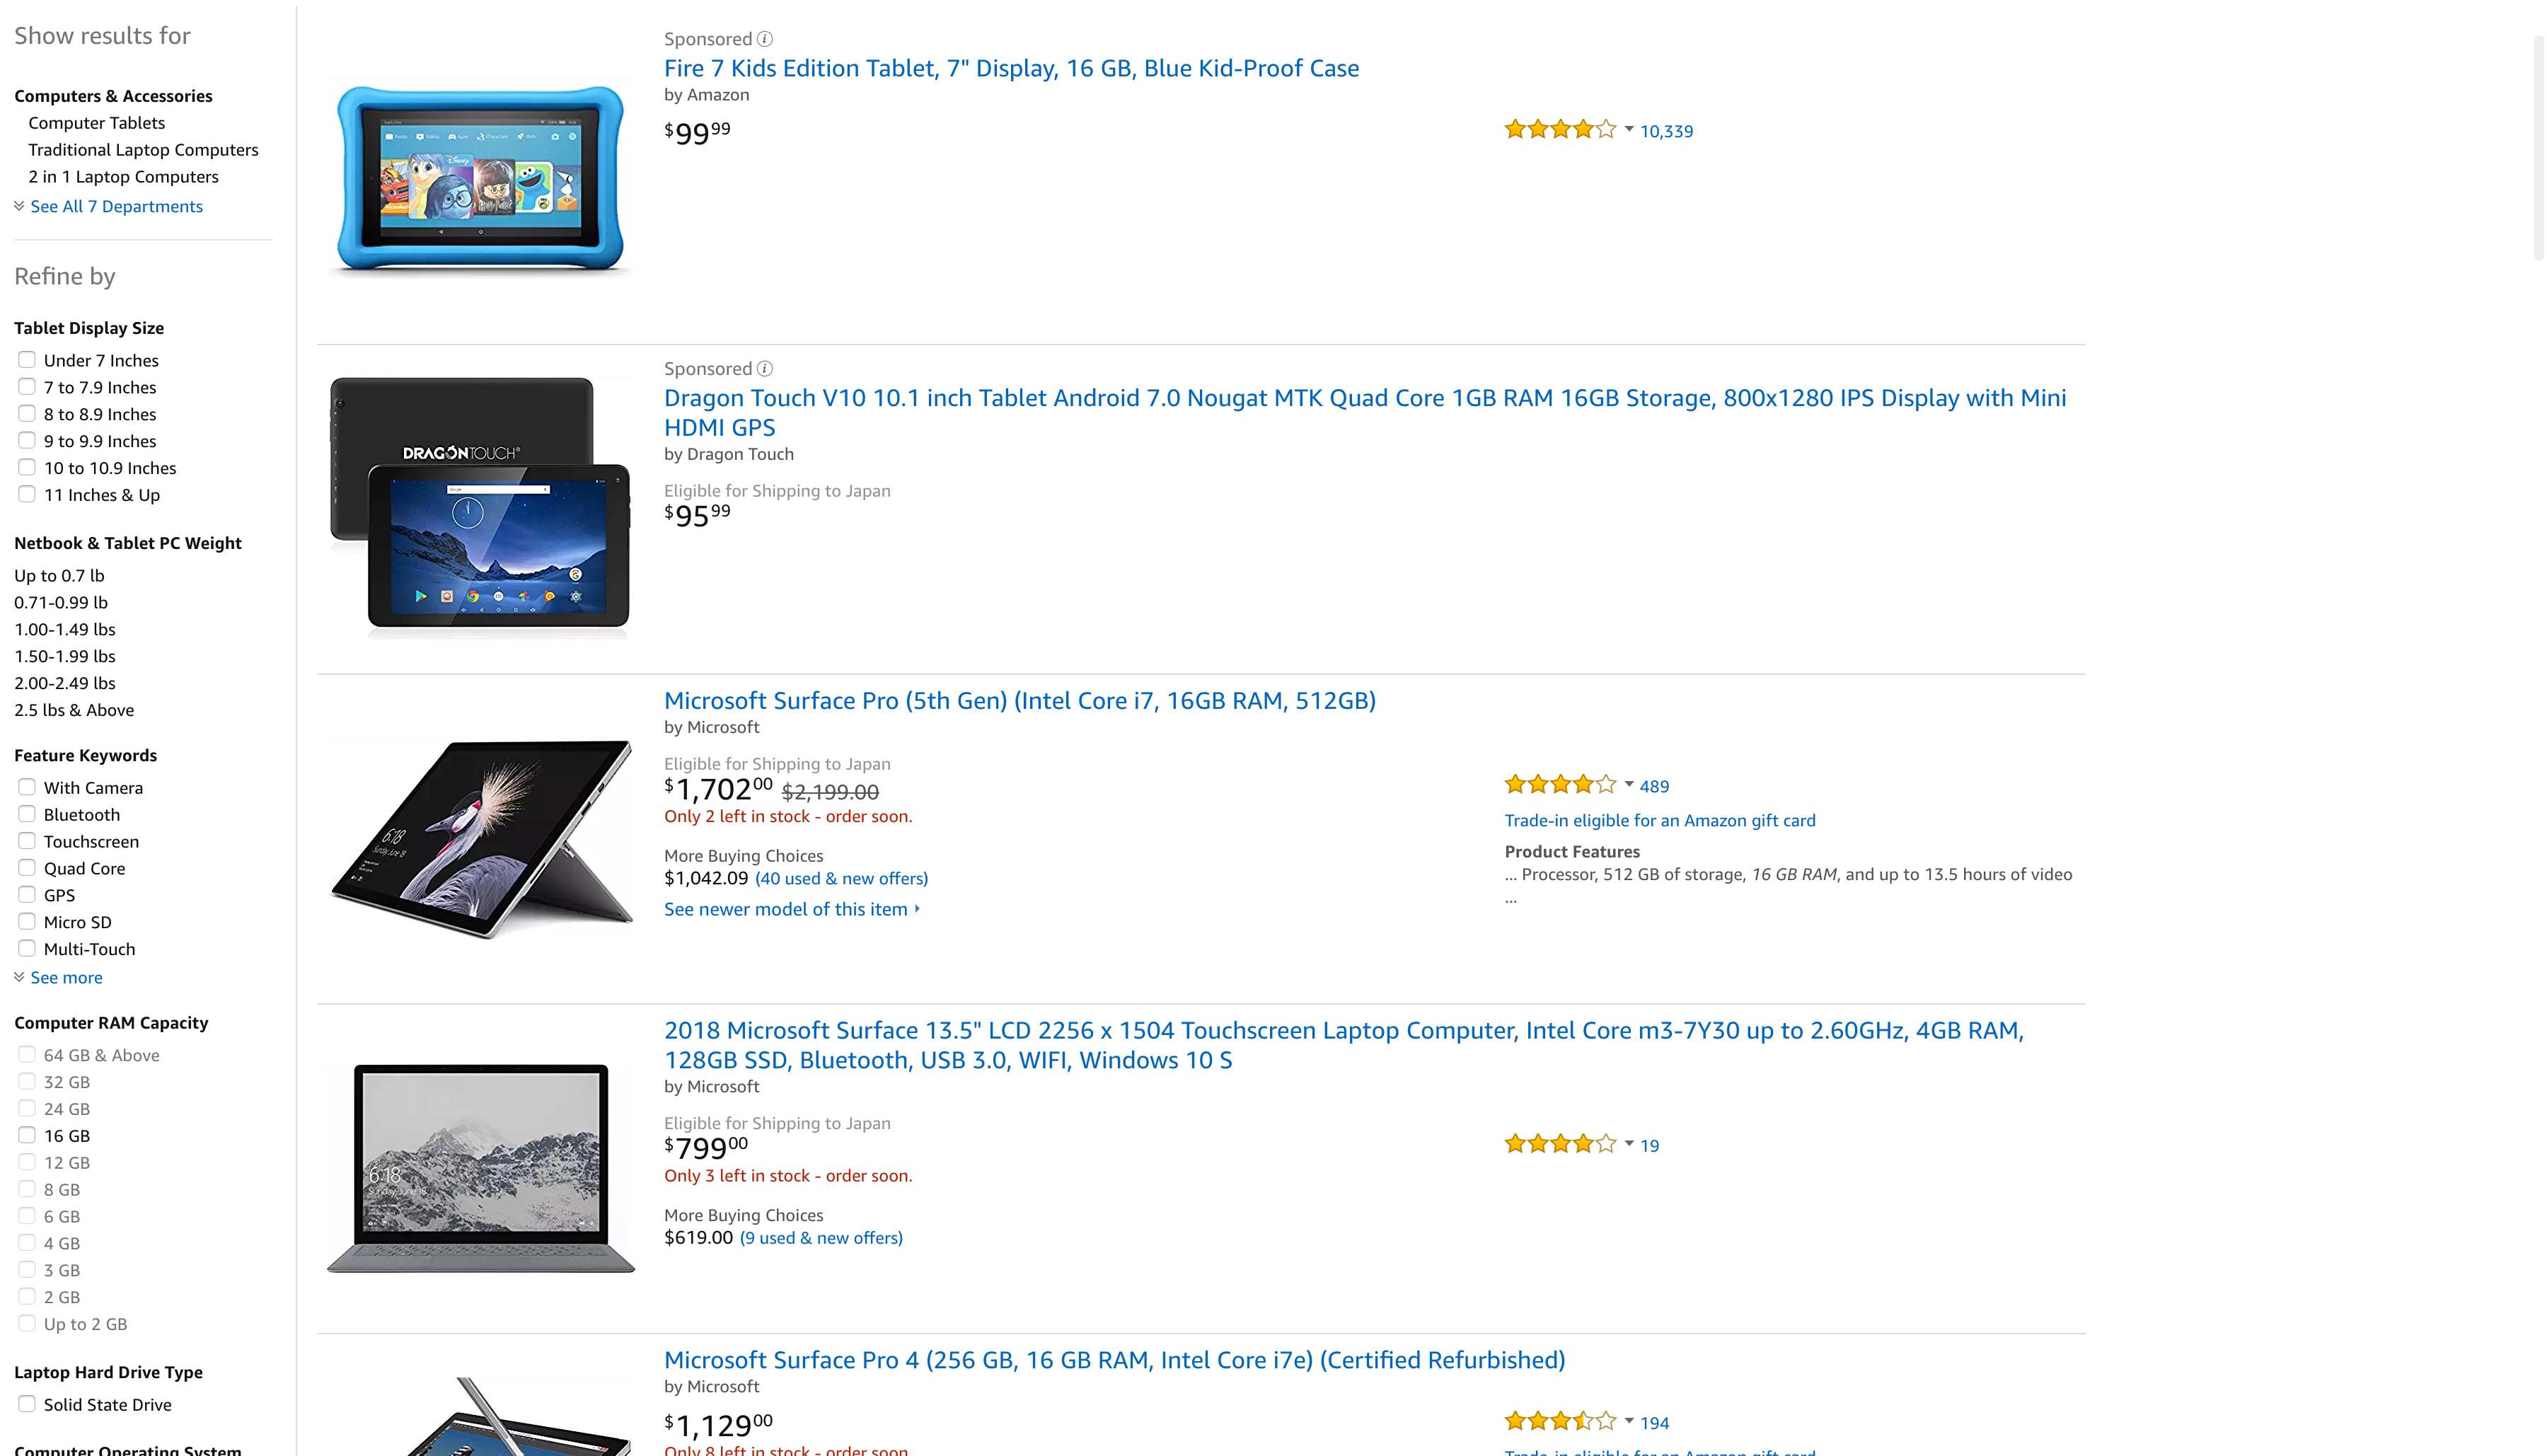 Show results for
Computers & Accessories
Computer Tablets
Traditional Laptop Computers
2 in 1 Laptop Computers
See All 7 Departments
Refine by
Tablet Display Size
Under 7 Inches
7 to 7.9 Inches
8 to 8.9 Inches
9 to 9.9 Inches
10 to 10.9 Inches
11 Inches & Up
Netbook & Tablet PC Weight
Up to 0.7 lb
0.71-0.99 lb
1.00-1.49 lbs
1.50-1.99 lbs
2.00-2.49 lbs
2.5 lbs & Above
Feature Keywords
With Camera
Bluetooth
Touchscreen
Quad Core
GPS
Micro SD
Multi-Touch
See more
Computer RAM Capacity
64 GB & Above
32 GB
24 GB
16 GB
12 GB
8 GB
6 GB
4 GB
3 GB
2 GB
Up to 2 GB
Laptop Hard Drive Type
Solid State Drive
Computer Operating System
Sponsored
Fire 7 Kids Edition Tablet, 7" Display, 16 GB, Blue Kid-Proof Case
by Amazon
$99 99
10,339
Disney
Sponsored
Dragon Touch V10 10.1 inch Tablet Android 7.0 Nougat MTK Quad Core 1GB RAM 16GB Storage, 800x1280 IPS Display with Mini
HDMI GPS
by Dragon Touch
Eligible for Shipping to Japan
$95 99
DRAGONTOUCH®
Microsoft Surface Pro (5th Gen) (Intel Core i7, 16GB RAM, 512GB)
by Microsoft
Eligible for Shipping to Japan
$1,702 00 $2,199.00
Only 2 left in stock - order soon.
More Buying Choices
$1,042.09 (40 used & new offers)
See newer model of this item
489
Trade-in eligible for an Amazon gift card
Product Features
... Processor, 512 GB of storage, 16 GB RAM, and up to 13.5 hours of video
...
6:18
Sunday, June 18
2018 Microsoft Surface 13.5" LCD 2256 x 1504 Touchscreen Laptop Computer, Intel Core m3-7Y30 up to 2.60GHz, 4GB RAM,
128GB SSD, Bluetooth, USB 3.0, WIFI, Windows 10 S
by Microsoft
Eligible for Shipping to Japan
$799 00
Only 3 left in stock - order soon.
More Buying Choices
$619.00 (9 used & new offers)
19
6:18
Microsoft Surface Pro 4 (256 GB, 16 GB RAM, Intel Core i7e) (Certified Refurbished)
by Microsoft
$1,129 00
Only 8 left in stock - order soon.
194
Trade-in eligible for an Amazon gift card